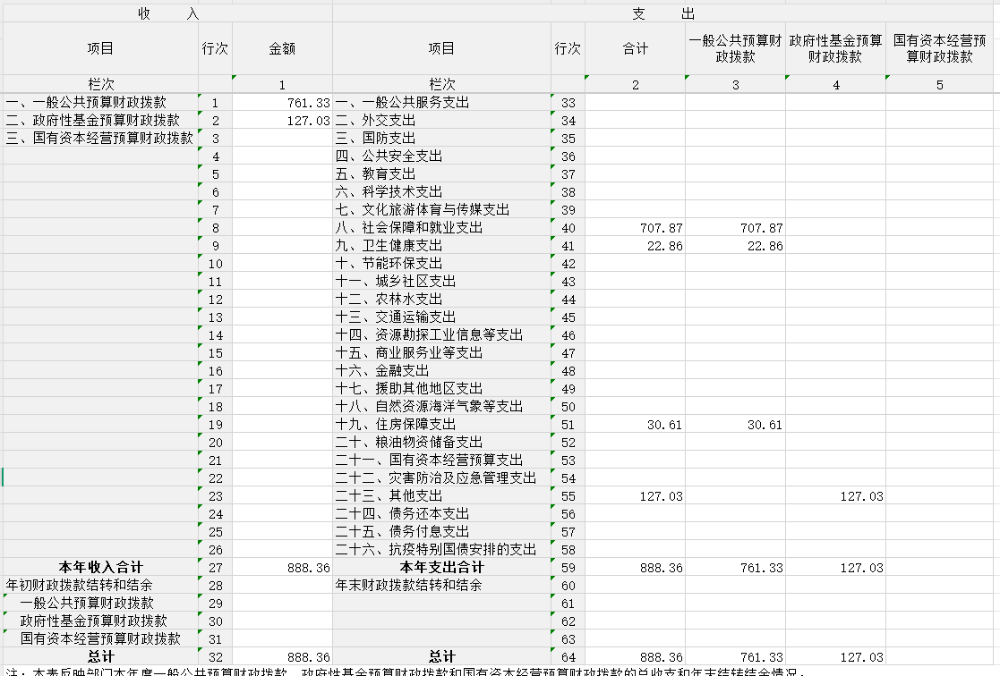 收 入 支 出
项目 行次 金额 项目 行次 合计 一般公共预算财政拨款 政府性基金预算财政拨款 国有资本经营预算财政拨款
栏次 1 栏次 2 3 4 5
一、一般公共预算财政拨款 1 761.33 一、一般公共服务支出 33
二、政府性基金预算财政拨款 2 127.03 二、外交支出 34
三、国有资本经营预算财政拨款 3 三、国防支出 35
4 四、公共安全支出 36
5 五、教育支出 37
6 六、科学技术支出 38
7 七、文化旅游体育与传媒支出 39
8 八、社会保障和就业支出 40 707.87 707.87
9 九、卫生健康支出 41 22.86 22.86
10 十、节能环保支出 42
11 十一、城乡社区支出 43
12 十二、农林水支出 44
13 十三、交通运输支出 45
14 十四、资源勘探工业信息等支出 46
15 十五、商业服务业等支出 47
16 十六、金融支出 48
17 十七、援助其他地区支出 49
18 十八、自然资源海洋气象等支出 50
19 十九、住房保障支出 51 30.61 30.61
20 二十、粮油物资储备支出 52
21 二十一、国有资本经营预算支出 53
22 二十二、灾害防治及应急管理支出 54
23 二十三、其他支出 55 127.03 127.03
24 二十四、债务还本支出 56
25 二十五、债务付息支出 57
26 二十六、抗疫特别国债安排的支出 58
本年收入合计 27 888.36 本年支出合计 59 888.36 761.33 127.03
年初财政拨款结转和结余 28 年末财政拨款结转和结余 60
一般公共预算财政拨款 29 61
政府性基金预算财政拨款 30 62
国有资本经营预算财政拨款 31 63
总计 32 888.36 总计 64 888.36 761.33 127.03
注：本表反映部门本年度一般公共预算财政拨款、政府性基金预算财政拨款和国有资本经营预算财政拨款的总收支和年末结转结余情况。